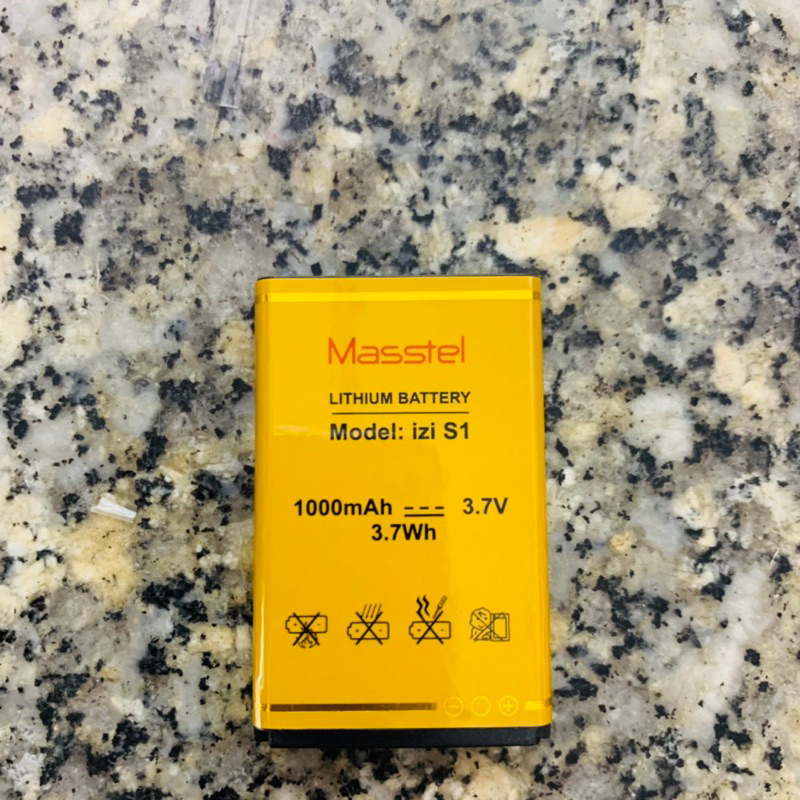 Masstel
LITHIUM BATTERY
Model: izi S1
1000mAh 3.7V
3.7Wh
- +